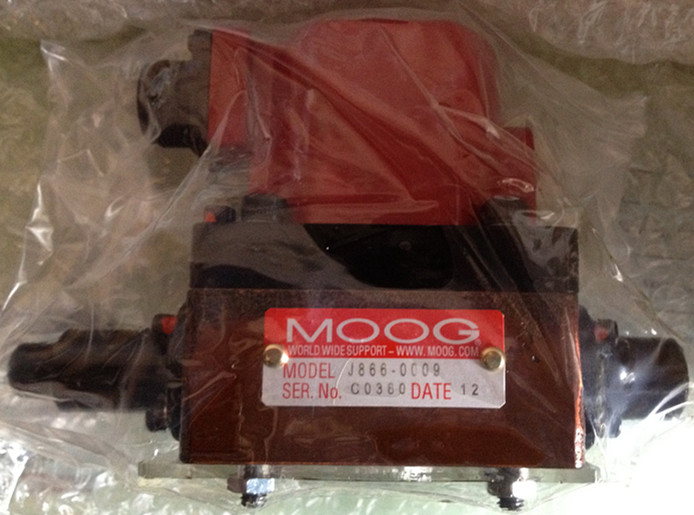 MOOG
WORLD WIDE SUPPORT – WWW.MOOG.COM
MODEL J866-0009
SER. No. C0360 DATE 12